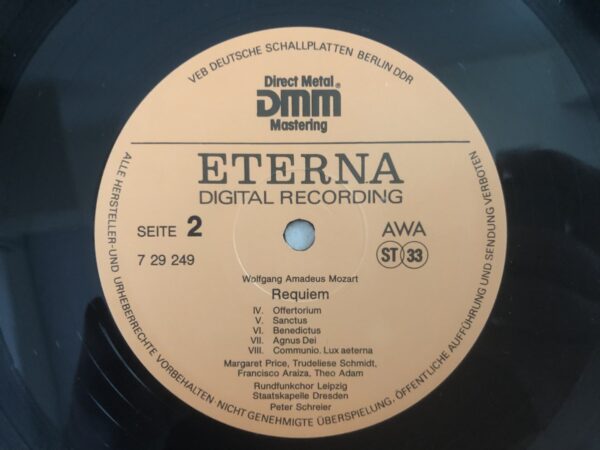 VEB DEUTSCHE SCHALLPLATTEN BERLIN DDR
Direct Metal
DMM®
Mastering
ETERNA
DIGITAL RECORDING
SEITE 2
AWA
7 29 249
ST 33
Wolfgang Amadeus Mozart
Requiem
IV. Offertorium
V. Sanctus
VI. Benedictus
VII. Agnus Dei
VIII. Communio. Lux aeterna
Margaret Price, Trudeliese Schmidt,
Francisco Araiza, Theo Adam
Rundfunkchor Leipzig
Staatskapelle Dresden
Peter Schreier
ALLE HERSTELLER-UND URHEBERRECHTE VORBEHALTEN NICHT GENEHMIGTE ÜBERSPIELUNG, ÖFFENTLICHE AUFFÜHRUNG UND SENDUNG VERBOTEN